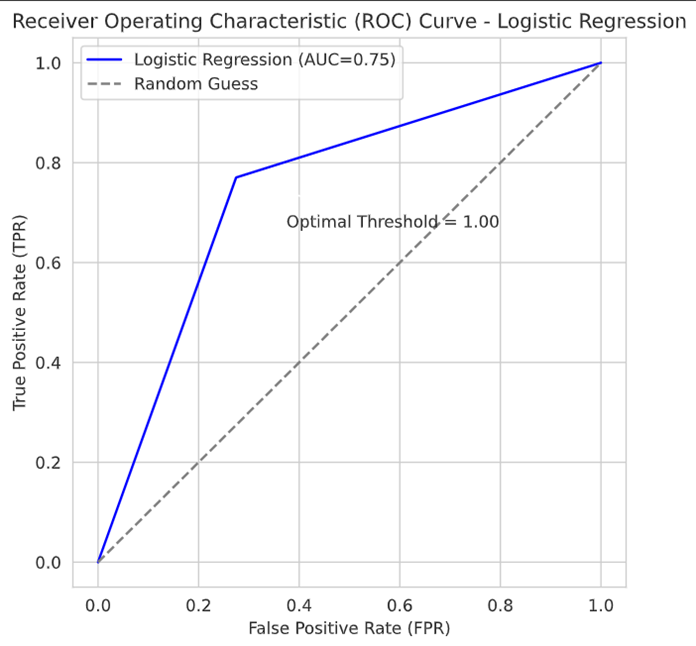 Receiver Operating Characteristic (ROC) Curve - Logistic Regression
Logistic Regression (AUC=0.75)
Random Guess
Optimal Threshold = 1.00
True Positive Rate (TPR)
1.0
0.8
0.6
0.4
0.2
0.0
0.0 0.2 0.4 0.6 0.8 1.0
False Positive Rate (FPR)